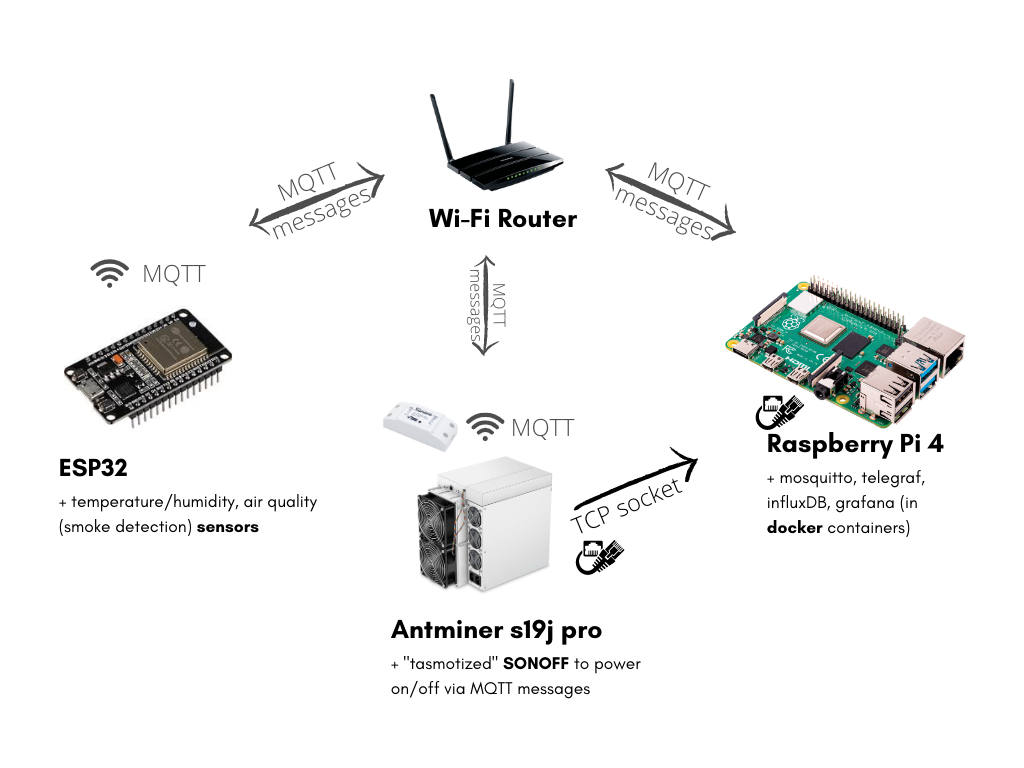 MQTT
messages
MQTT
messages
Wi-Fi Router
MQTT
messages
MQTT
ESP32
+ temperature/humidity, air quality
(smoke detection) sensors
MQTT
TCP socket
Raspberry Pi 4
+ mosquitto, telegraf,
influxDB, grafana (in
docker containers)
Antminer s19j pro
+ "tasmotized" SONOFF to power
on/off via MQTT messages